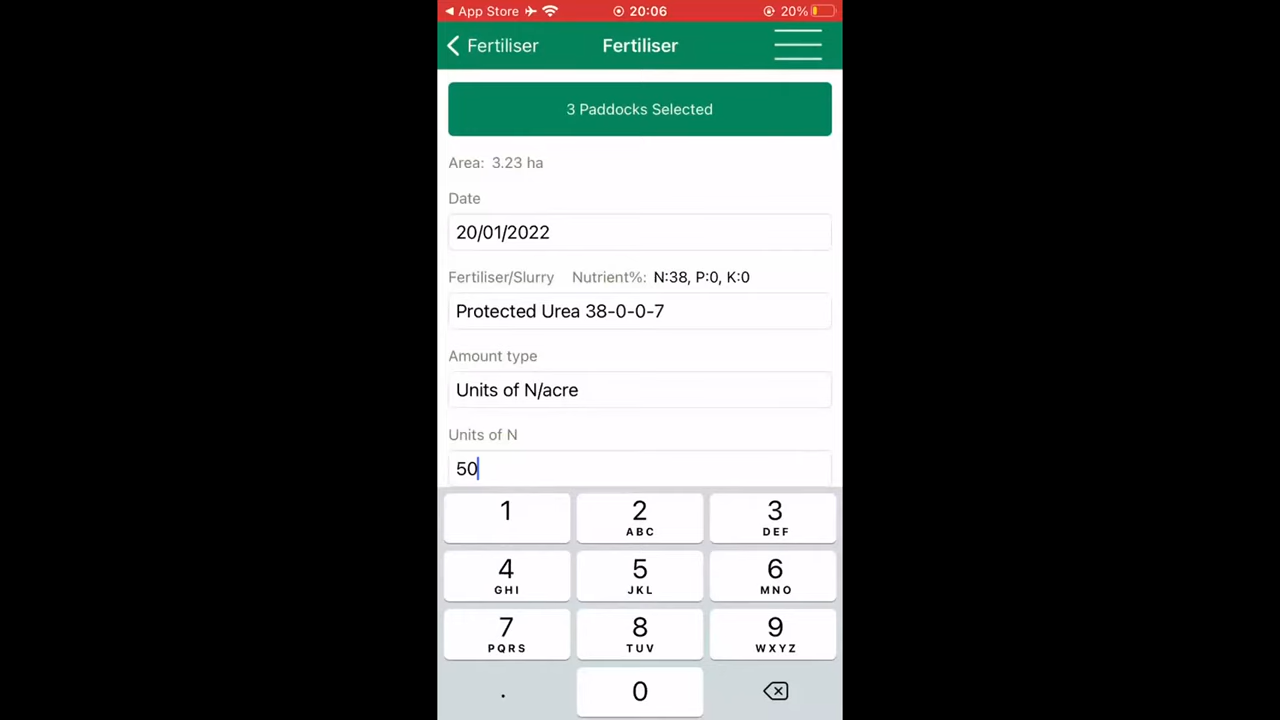 App Store 20:06 20%
Fertiliser Fertiliser
3 Paddocks Selected
Area: 3.23 ha
Date
20/01/2022
Fertiliser/Slurry Nutrient%: N:38, P:0, K:0
Protected Urea 38-0-0-7
Amount type
Units of N/acre
Units of N
50
1 2 3
ABC DEF
4 5 6
GHI JKL MNO
7 8 9
PQRS TUV WXYZ
. 0